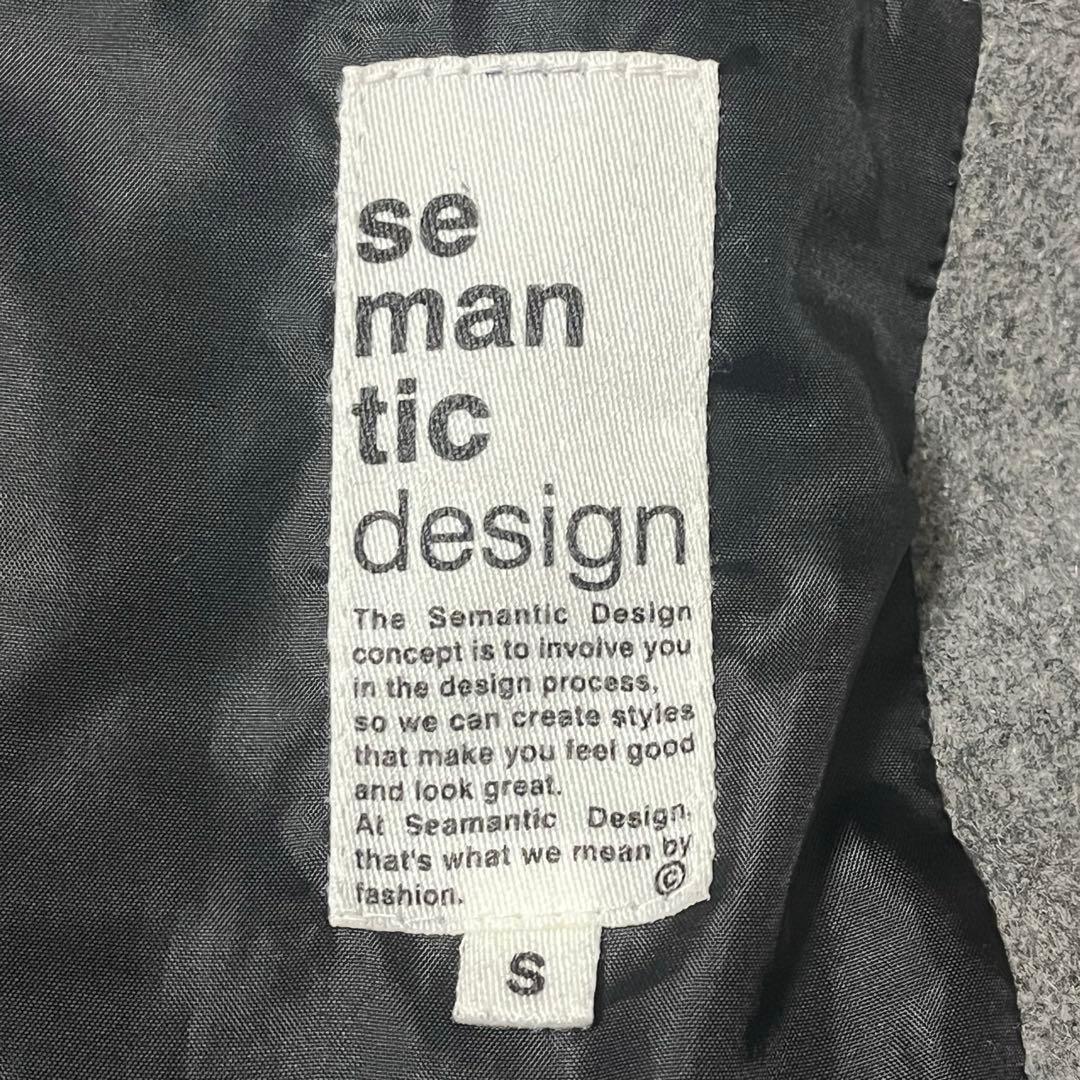 se
man
tic
design
The Semantic Design
concept is to involve you
in the design process,
so we can create styles
that make you feel good
and look great.
At Seamantic Design,
that's what we mean by
fashion. ©
S